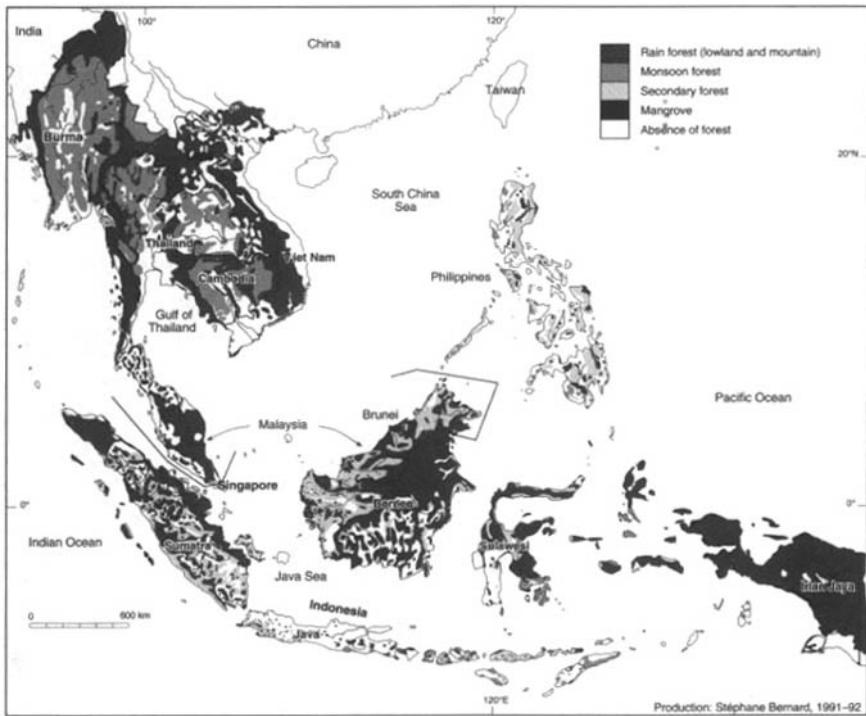 100°
120°
India
China
Rain forest (lowland and mountain)
Monsoon forest
Secondary forest
Mangrove
Absence of forest
Taiwan
Burma
20°N
South China
Sea
Thailand
Viet Nam
Philippines
Cambodia
Gulf of
Thailand
Pacific Ocean
Brunei
Malaysia
Singapore
0°
0°
Borneo
Indian Ocean
Sumatra
Sulawesi
Java Sea
Irian Jaya
0
600 km
Indonesia
Java
120°E
Production: Stéphane Bernard, 1991–92